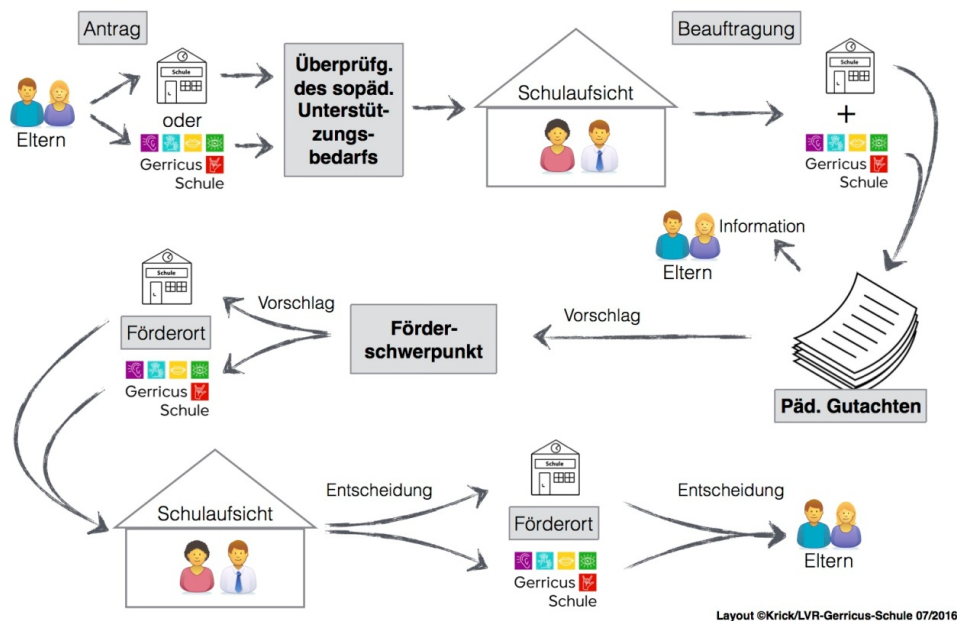 Antrag
Schule
oder
Eltern
Gerricus
Schule
Überprüfg.
des sopäd.
Unterstüt-
zungs-
bedarfs
Schulaufsicht
Beauftragung
Schule
+
Gerricus
Schule
Information
Eltern
Päd. Gutachten
Vorschlag
Förder-
schwerpunkt
Vorschlag
Schule
Förderort
Gerricus
Schule
Schulaufsicht
Entscheidung
Schule
Förderort
Gerricus
Schule
Entscheidung
Eltern
Layout ©Krick/LVR-Gerricus-Schule 07/2016